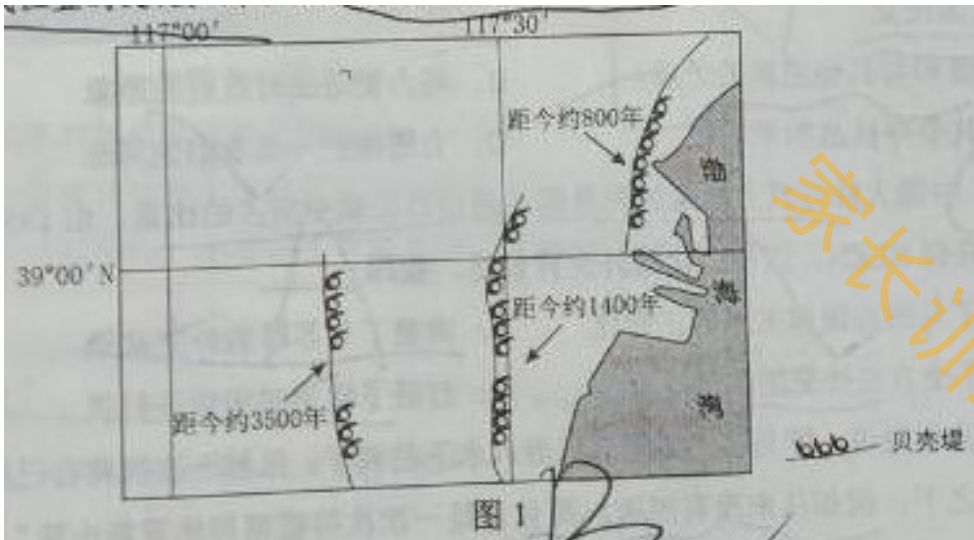 117°00′
117°30′
距今约800年
渤
39°00′N
距今约1400年
海
距今约3500年
湾
贝壳堤
图1
家长训